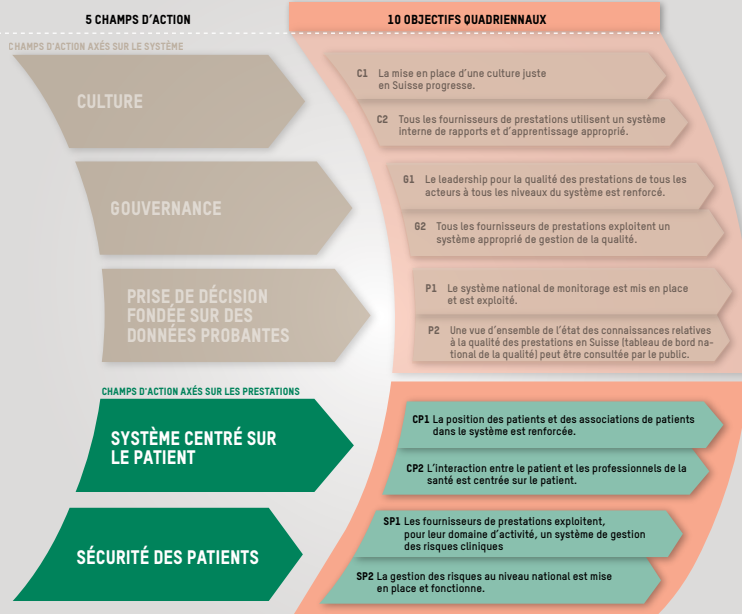 5 CHAMPS D'ACTION
10 OBJECTIFS QUADRIENNAUX
CHAMPS D'ACTION AXÉS SUR LE SYSTÈME
CULTURE
C1 La mise en place d'une culture juste
en Suisse progresse.
C2 Tous les fournisseurs de prestations utilisent un système
interne de rapports et d'apprentissage approprié.
GOUVERNANCE
G1 Le leadership pour la qualité des prestations de tous les
acteurs à tous les niveaux du système est renforcé.
G2 Tous les fournisseurs de prestations exploitent un
système approprié de gestion de la qualité.
PRISE DE DÉCISION
FONDÉE SUR DES
DONNÉES PROBANTES
P1 Le système national de monitorage est mis en place
et est exploité.
P2 Une vue d'ensemble de l'état des connaissances relatives
à la qualité des prestations en Suisse (tableau de bord na-
tional de la qualité) peut être consultée par le public.
CHAMPS D'ACTION AXÉS SUR LES PRESTATIONS
SYSTÈME CENTRÉ SUR
LE PATIENT
CP1 La position des patients et des associations de patients
dans le système est renforcée.
CP2 L'interaction entre le patient et les professionnels de la
santé est centrée sur le patient.
SÉCURITÉ DES PATIENTS
SP1 Les fournisseurs de prestations exploitent,
pour leur domaine d'activité, un système de gestion
des risques cliniques
SP2 La gestion des risques au niveau national est mise
en place et fonctionne.